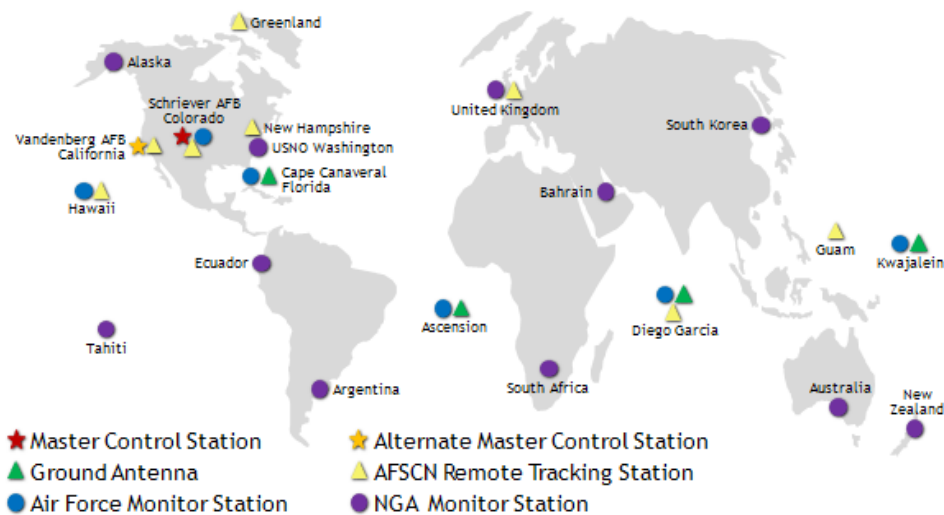 Greenland
Alaska
Schriever AFB
Colorado
United Kingdom
New Hampshire
South Korea
Vandenberg AFB
California
USNO Washington
Cape Canaveral
Florida
Bahrain
Hawaii
Guam
Kwajalein
Ecuador
Ascension
Diego Garcia
Tahiti
Argentina
South Africa
Australia
New
Zealand
Master Control Station
Alternate Master Control Station
Ground Antenna
AFSCN Remote Tracking Station
Air Force Monitor Station
NGA Monitor Station